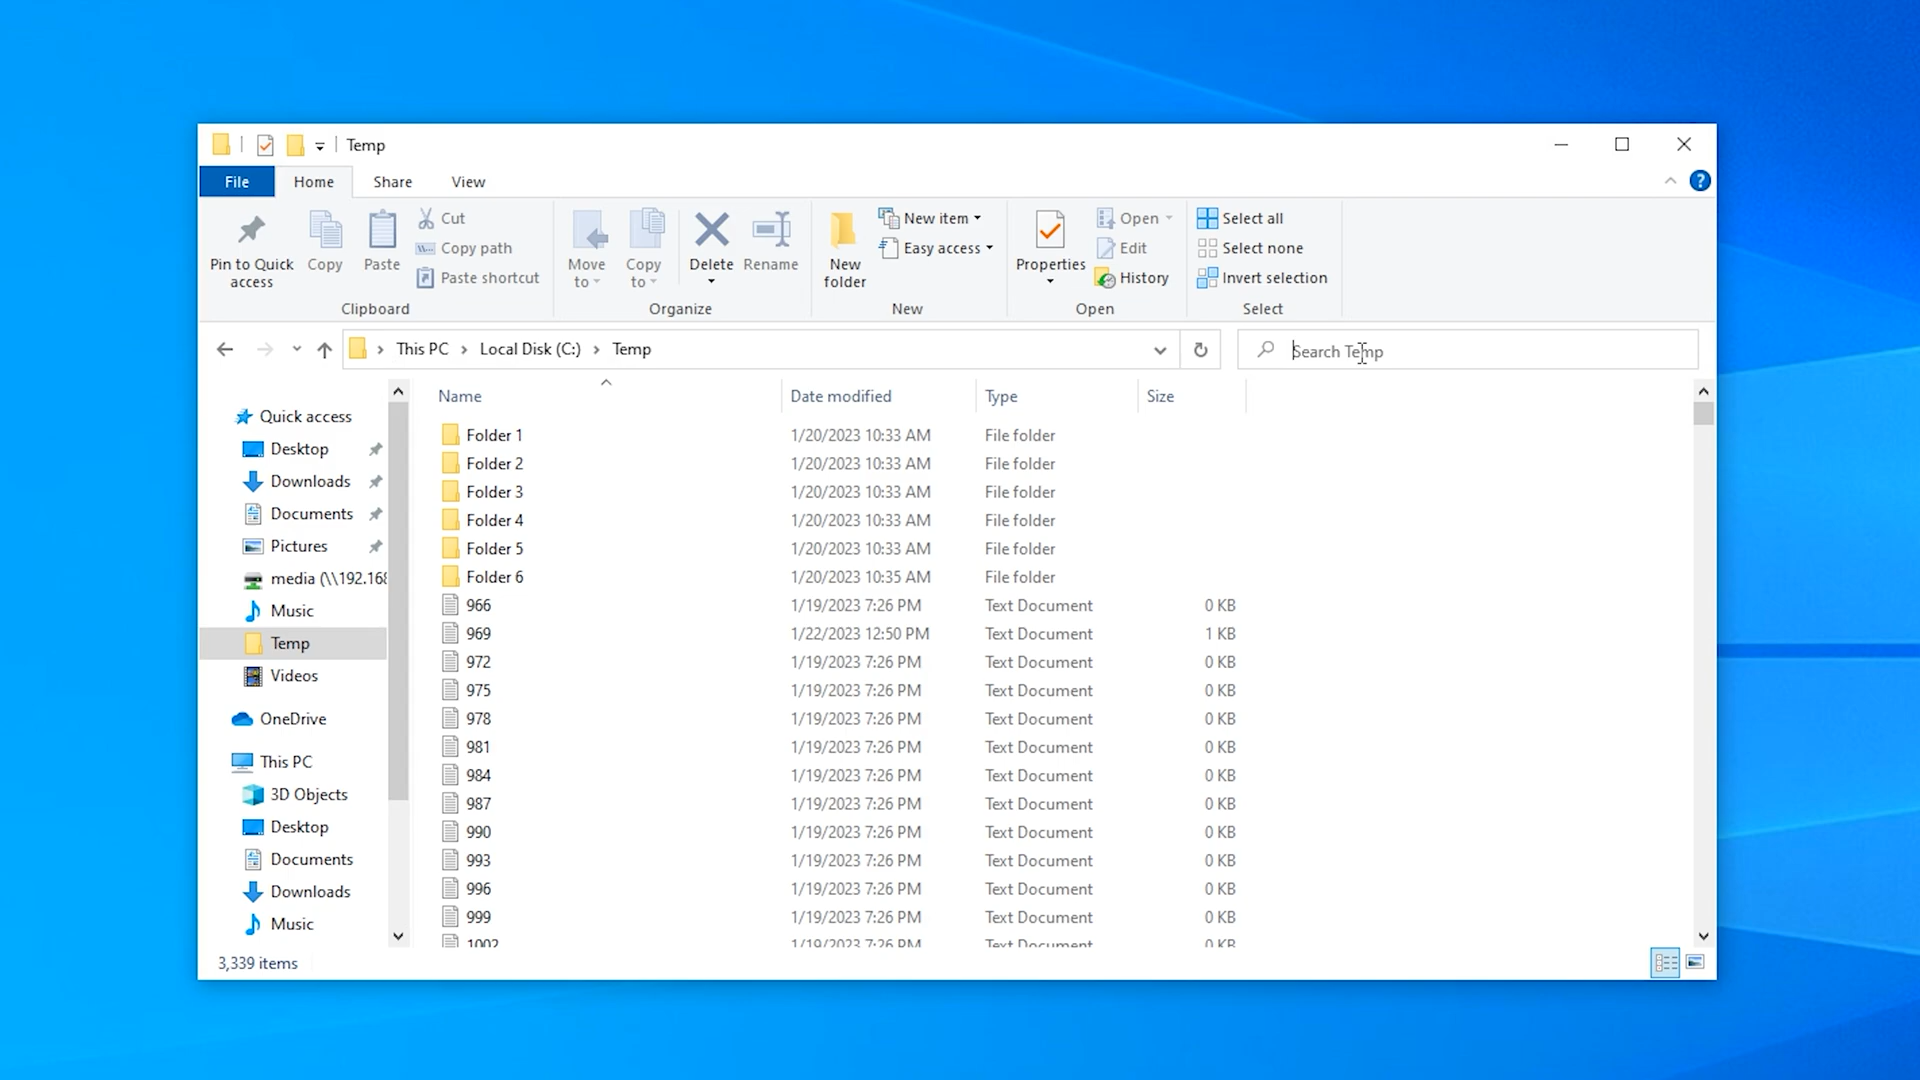 Temp
File Home Share View
Pin to Quick access
Copy
Paste
Cut
Copy path
Paste shortcut
Clipboard
Move to
Copy to
Delete
Rename
Organize
New folder
New item
Easy access
New
Properties
Open
Edit
History
Open
Select all
Select none
Invert selection
Select
This PC > Local Disk (C:) > Temp
Search Temp
Quick access
Desktop
Downloads
Documents
Pictures
media (\\192.168
Music
Temp
Videos
OneDrive
This PC
3D Objects
Desktop
Documents
Downloads
Music
Name Date modified Type Size
Folder 1 1/20/2023 10:33 AM File folder
Folder 2 1/20/2023 10:33 AM File folder
Folder 3 1/20/2023 10:33 AM File folder
Folder 4 1/20/2023 10:33 AM File folder
Folder 5 1/20/2023 10:33 AM File folder
Folder 6 1/20/2023 10:35 AM File folder
966 1/19/2023 7:26 PM Text Document 0 KB
969 1/22/2023 12:50 PM Text Document 1 KB
972 1/19/2023 7:26 PM Text Document 0 KB
975 1/19/2023 7:26 PM Text Document 0 KB
978 1/19/2023 7:26 PM Text Document 0 KB
981 1/19/2023 7:26 PM Text Document 0 KB
984 1/19/2023 7:26 PM Text Document 0 KB
987 1/19/2023 7:26 PM Text Document 0 KB
990 1/19/2023 7:26 PM Text Document 0 KB
993 1/19/2023 7:26 PM Text Document 0 KB
996 1/19/2023 7:26 PM Text Document 0 KB
999 1/19/2023 7:26 PM Text Document 0 KB
1002 1/19/2023 7:26 PM Text Document 0 KB
3,339 items